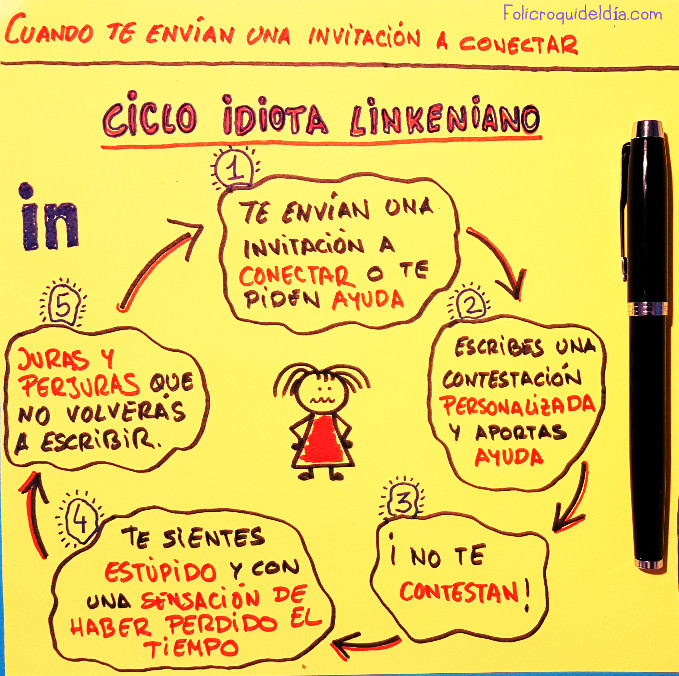 Folicroquideldía.com
CUANDO TE ENVÍAN UNA INVITACIÓN A CONECTAR
CICLO IDIOTA LINKENIANO
in
1
TE ENVÍAN UNA
INVITACIÓN A
CONECTAR O TE
PIDEN AYUDA
2
ESCRIBES UNA
CONTESTACIÓN
PERSONALIZADA
Y APORTAS
AYUDA
3
¡NO TE
CONTESTAN!
4
TE SIENTES
ESTÚPIDO Y CON
UNA SENSACIÓN DE
HABER PERDIDO EL
TIEMPO
5
JURAS Y
PERJURAS QUE
NO VOLVERÁS
A ESCRIBIR.